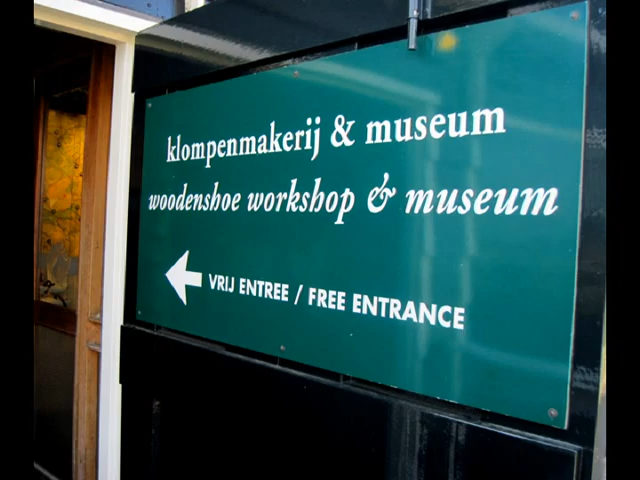 klompenmakerij & museum
woodenshoe workshop & museum
VRIJ ENTREE / FREE ENTRANCE